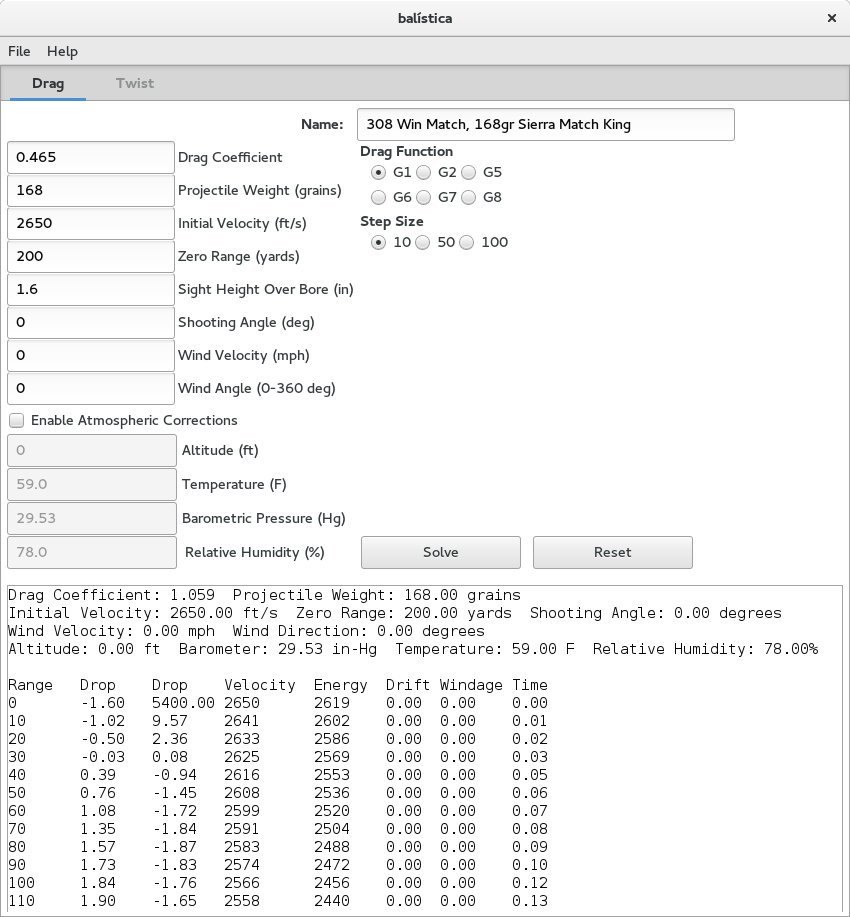 balística
File Help
Drag Twist
Name: 308 Win Match, 168gr Sierra Match King
0.465 Drag Coefficient
168 Projectile Weight (grains)
2650 Initial Velocity (ft/s)
200 Zero Range (yards)
1.6 Sight Height Over Bore (in)
0 Shooting Angle (deg)
0 Wind Velocity (mph)
0 Wind Angle (0-360 deg)
Drag Function
G1 G2 G5
G6 G7 G8
Step Size
10 50 100
Enable Atmospheric Corrections
0 Altitude (ft)
59.0 Temperature (F)
29.53 Barometric Pressure (Hg)
78.0 Relative Humidity (%)
Solve Reset
Drag Coefficient: 1.059 Projectile Weight: 168.00 grains
Initial Velocity: 2650.00 ft/s Zero Range: 200.00 yards Shooting Angle: 0.00 degrees
Wind Velocity: 0.00 mph Wind Direction: 0.00 degrees
Altitude: 0.00 ft Barometer: 29.53 in-Hg Temperature: 59.00 F Relative Humidity: 78.00%
Range Drop Drop Velocity Energy Drift Windage Time
0 -1.60 5400.00 2650 2619 0.00 0.00 0.00
10 -1.02 9.57 2641 2602 0.00 0.00 0.01
20 -0.50 2.36 2633 2586 0.00 0.00 0.02
30 -0.03 0.08 2625 2569 0.00 0.00 0.03
40 0.39 -0.94 2616 2553 0.00 0.00 0.05
50 0.76 -1.45 2608 2536 0.00 0.00 0.06
60 1.08 -1.72 2599 2520 0.00 0.00 0.07
70 1.35 -1.84 2591 2504 0.00 0.00 0.08
80 1.57 -1.87 2583 2488 0.00 0.00 0.09
90 1.73 -1.83 2574 2472 0.00 0.00 0.10
100 1.84 -1.76 2566 2456 0.00 0.00 0.12
110 1.90 -1.65 2558 2440 0.00 0.00 0.13